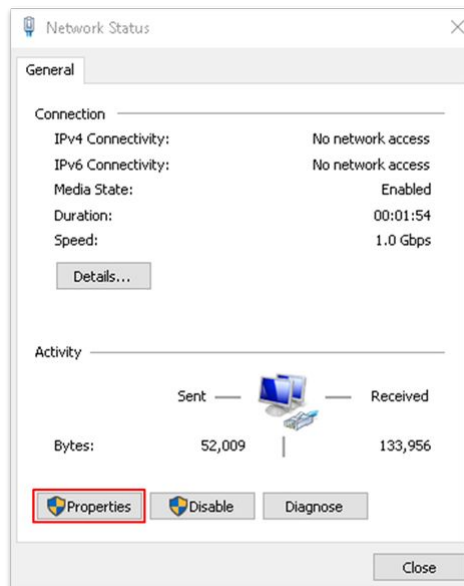 Network Status
General
Connection
IPv4 Connectivity: No network access
IPv6 Connectivity: No network access
Media State: Enabled
Duration: 00:01:54
Speed: 1.0 Gbps
Details...
Activity
Sent Received
Bytes: 52,009 133,956
Properties Disable Diagnose
Close